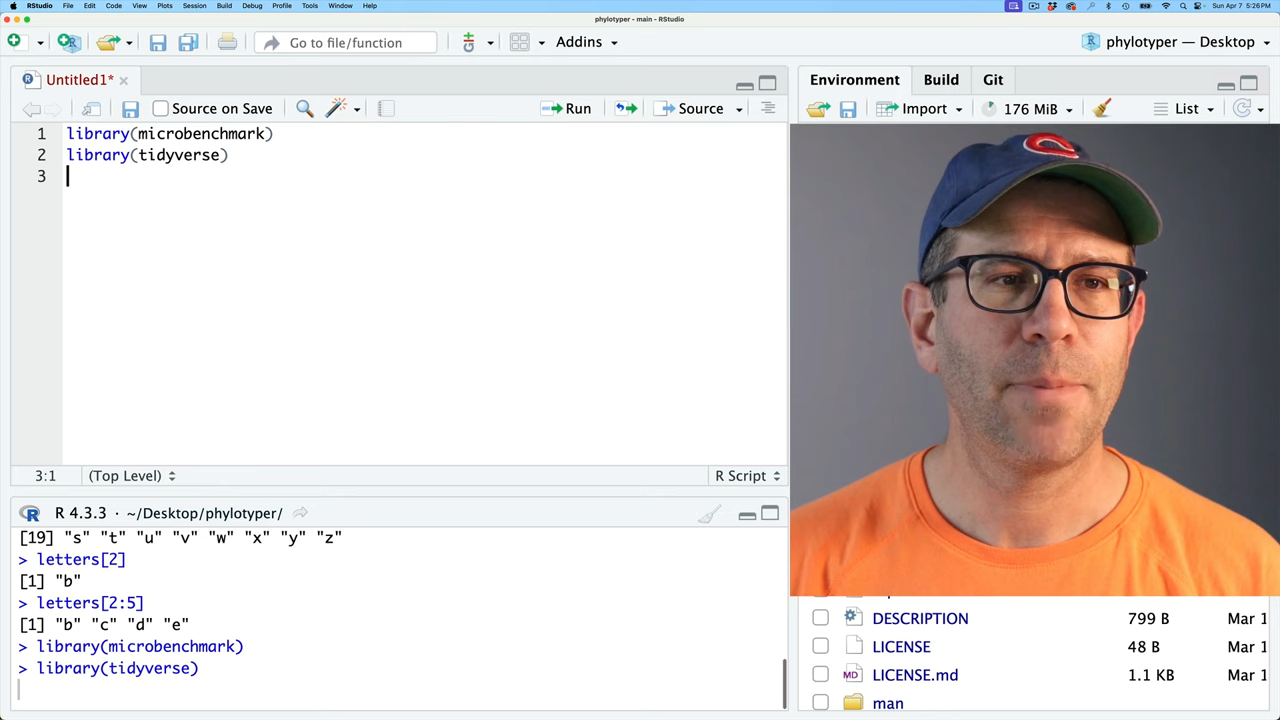 RStudio File Edit Code View Plots Session Build Debug Profile Tools Window Help Sun Apr 7 5:26PM
phylotyper - main - RStudio
Go to file/function Addins phylotyper — Desktop
Untitled1*
Source on Save Run Source
1 library(microbenchmark)
2 library(tidyverse)
3
3:1 (Top Level) R Script
R 4.3.3 · ~/Desktop/phylotyper/
[19] "s" "t" "u" "v" "w" "x" "y" "z"
> letters[2]
[1] "b"
> letters[2:5]
[1] "b" "c" "d" "e"
> library(microbenchmark)
> library(tidyverse)
Environment Build Git
Import 176 MiB List
C
DESCRIPTION 799 B Mar 1
LICENSE 48 B Mar 1
MD LICENSE.md 1.1 KB Mar 1
man